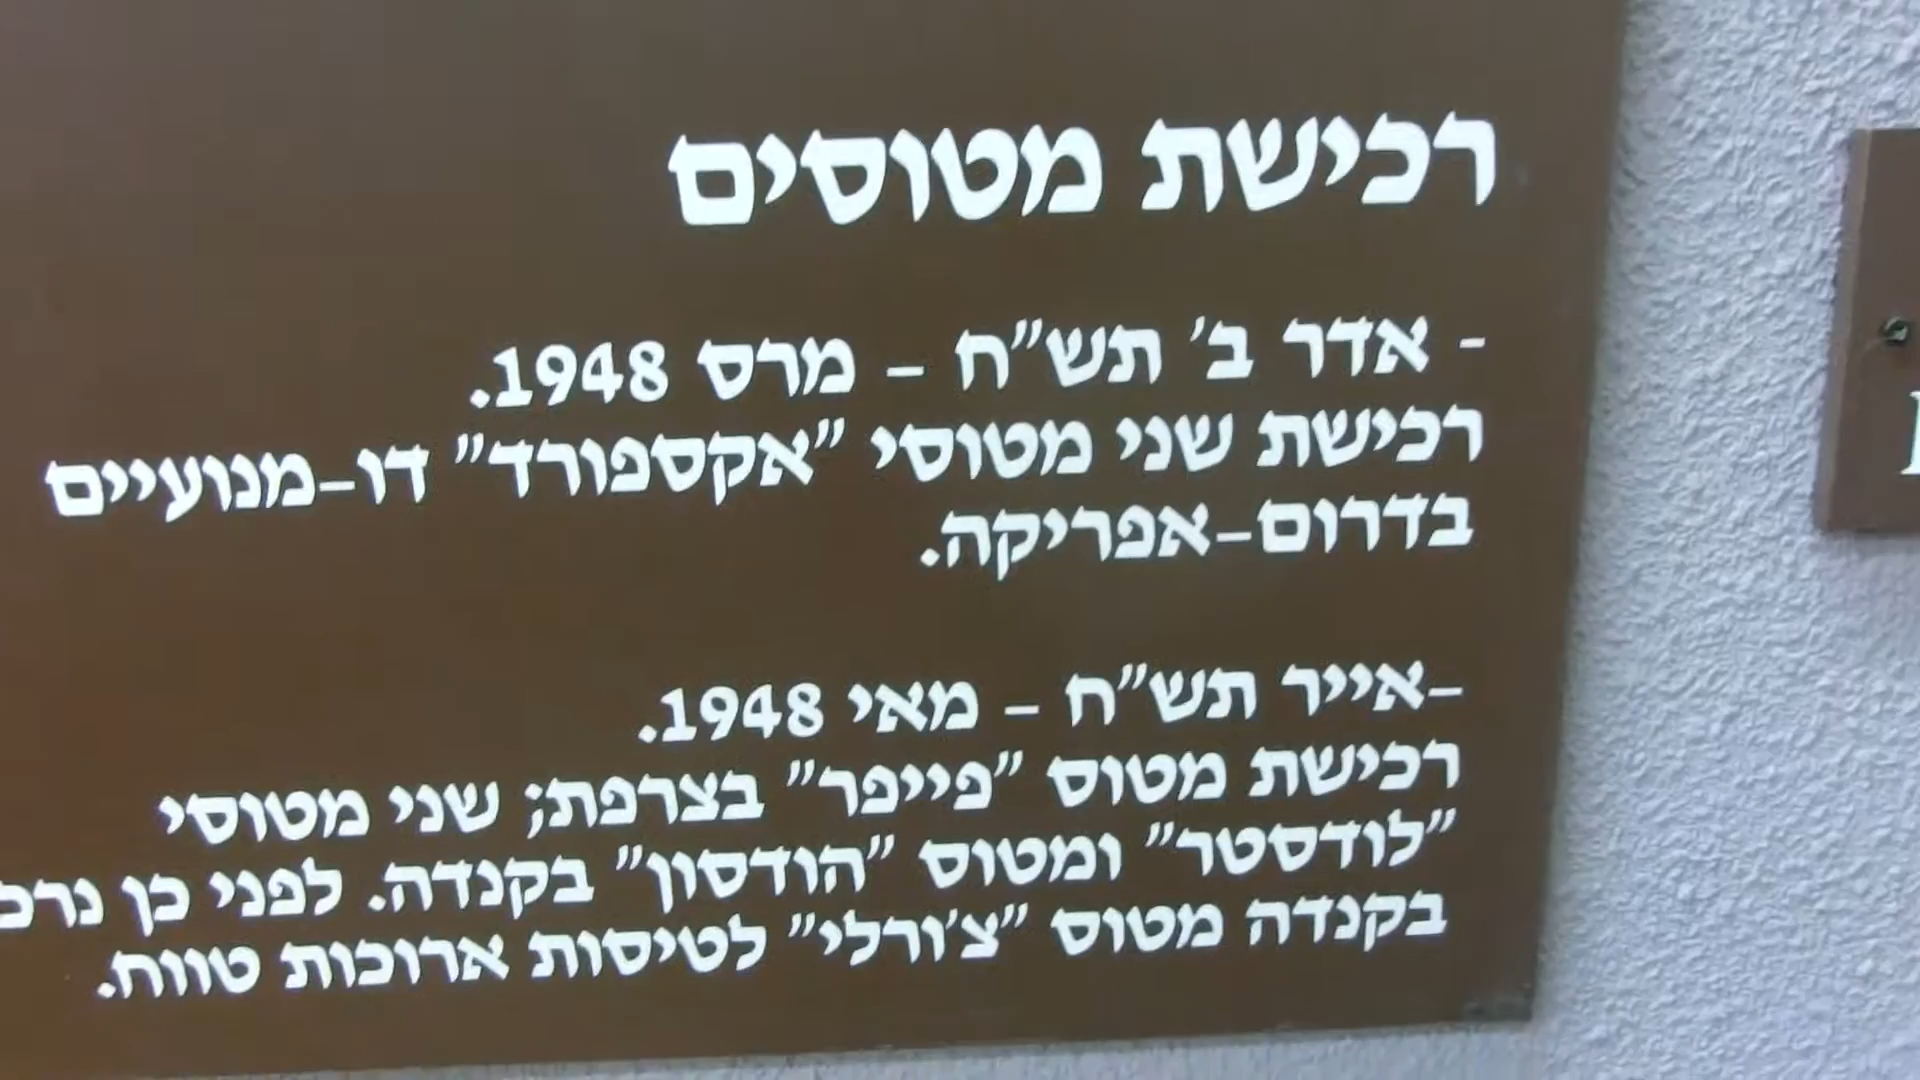 רכישת מטוסים
- אדר ב' תש"ח – מרס 1948.
רכישת שני מטוסי "אקספורד" דו-מנועיים
בדרום-אפריקה.
-אייר תש"ח – מאי 1948.
רכישת מטוס "פייפר" בצרפת; שני מטוסי
"לודסטר" ומטוס "הודסון" בקנדה. לפני כן
בקנדה מטוס "צ'ורלי" לטיסות ארוכות טווח.